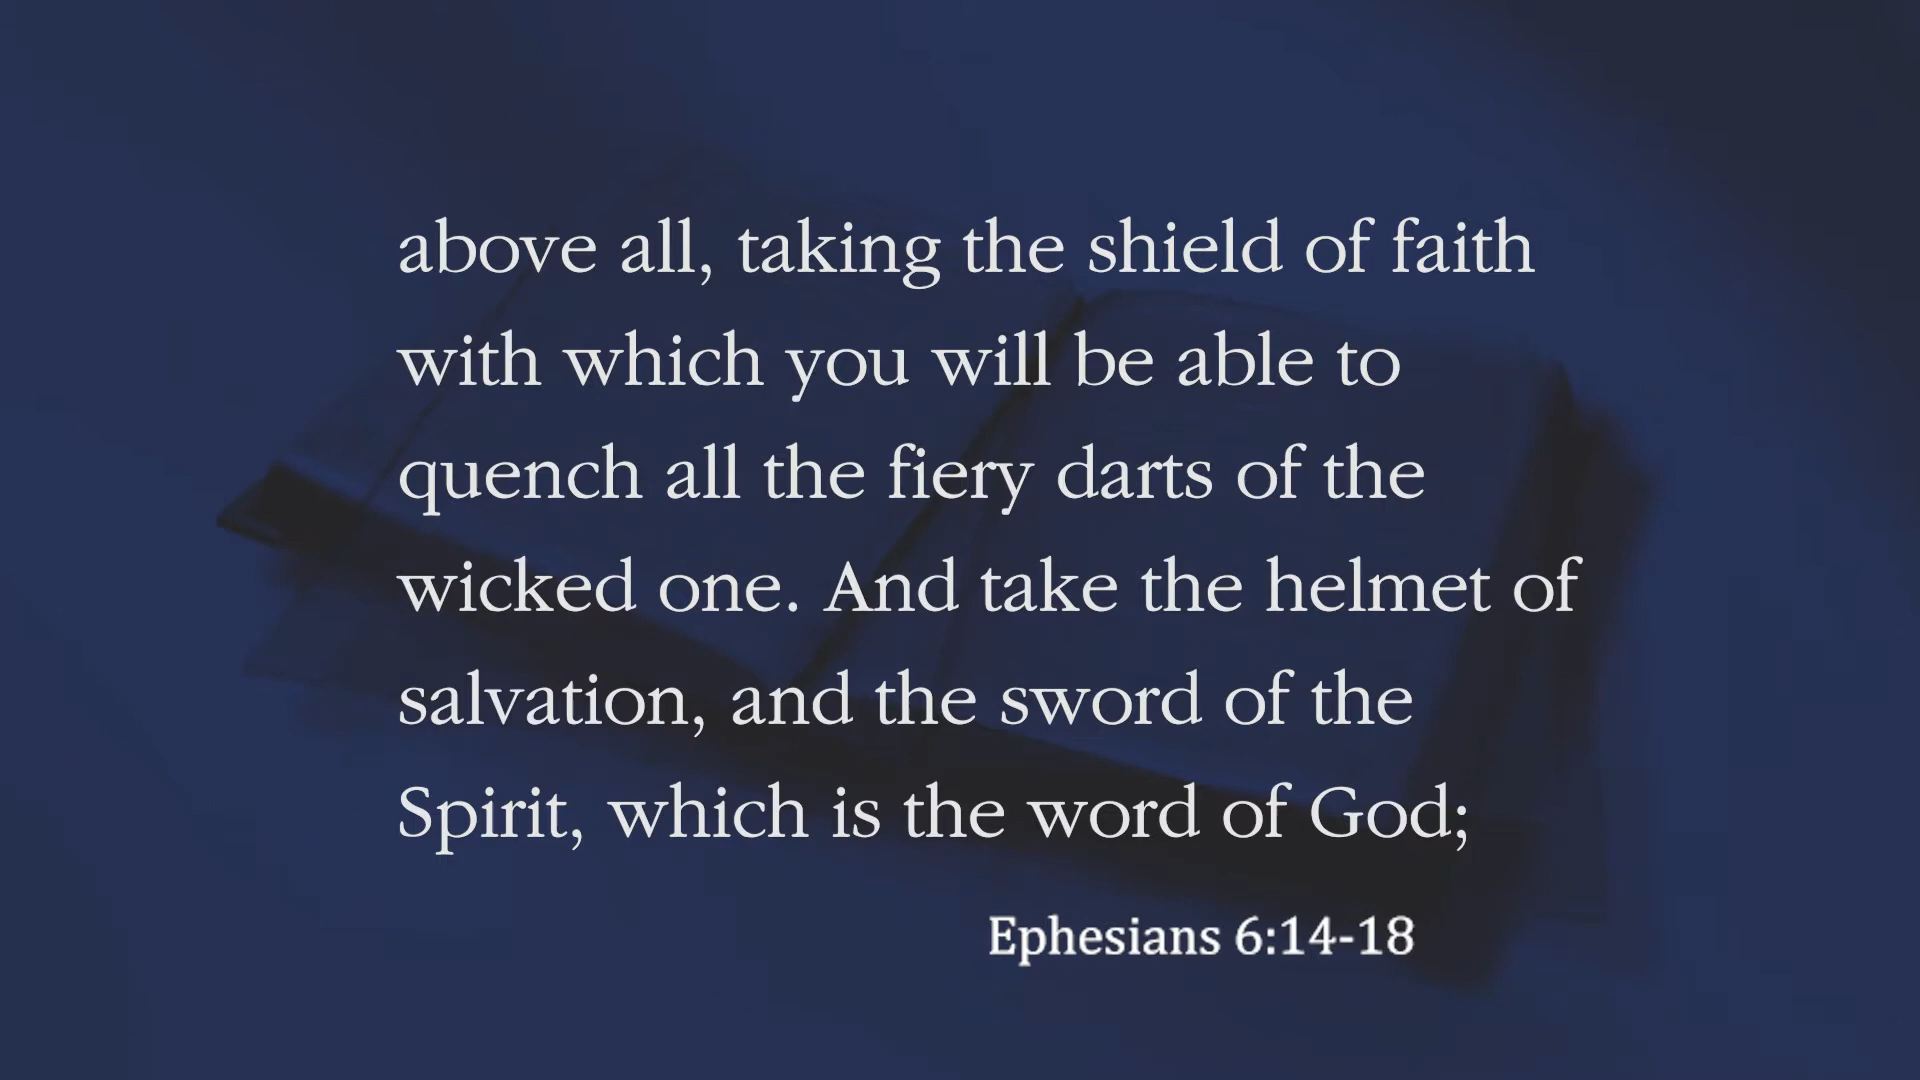 above all, taking the shield of faith
with which you will be able to
quench all the fiery darts of the
wicked one. And take the helmet of
salvation, and the sword of the
Spirit, which is the word of God;
Ephesians 6:14-18